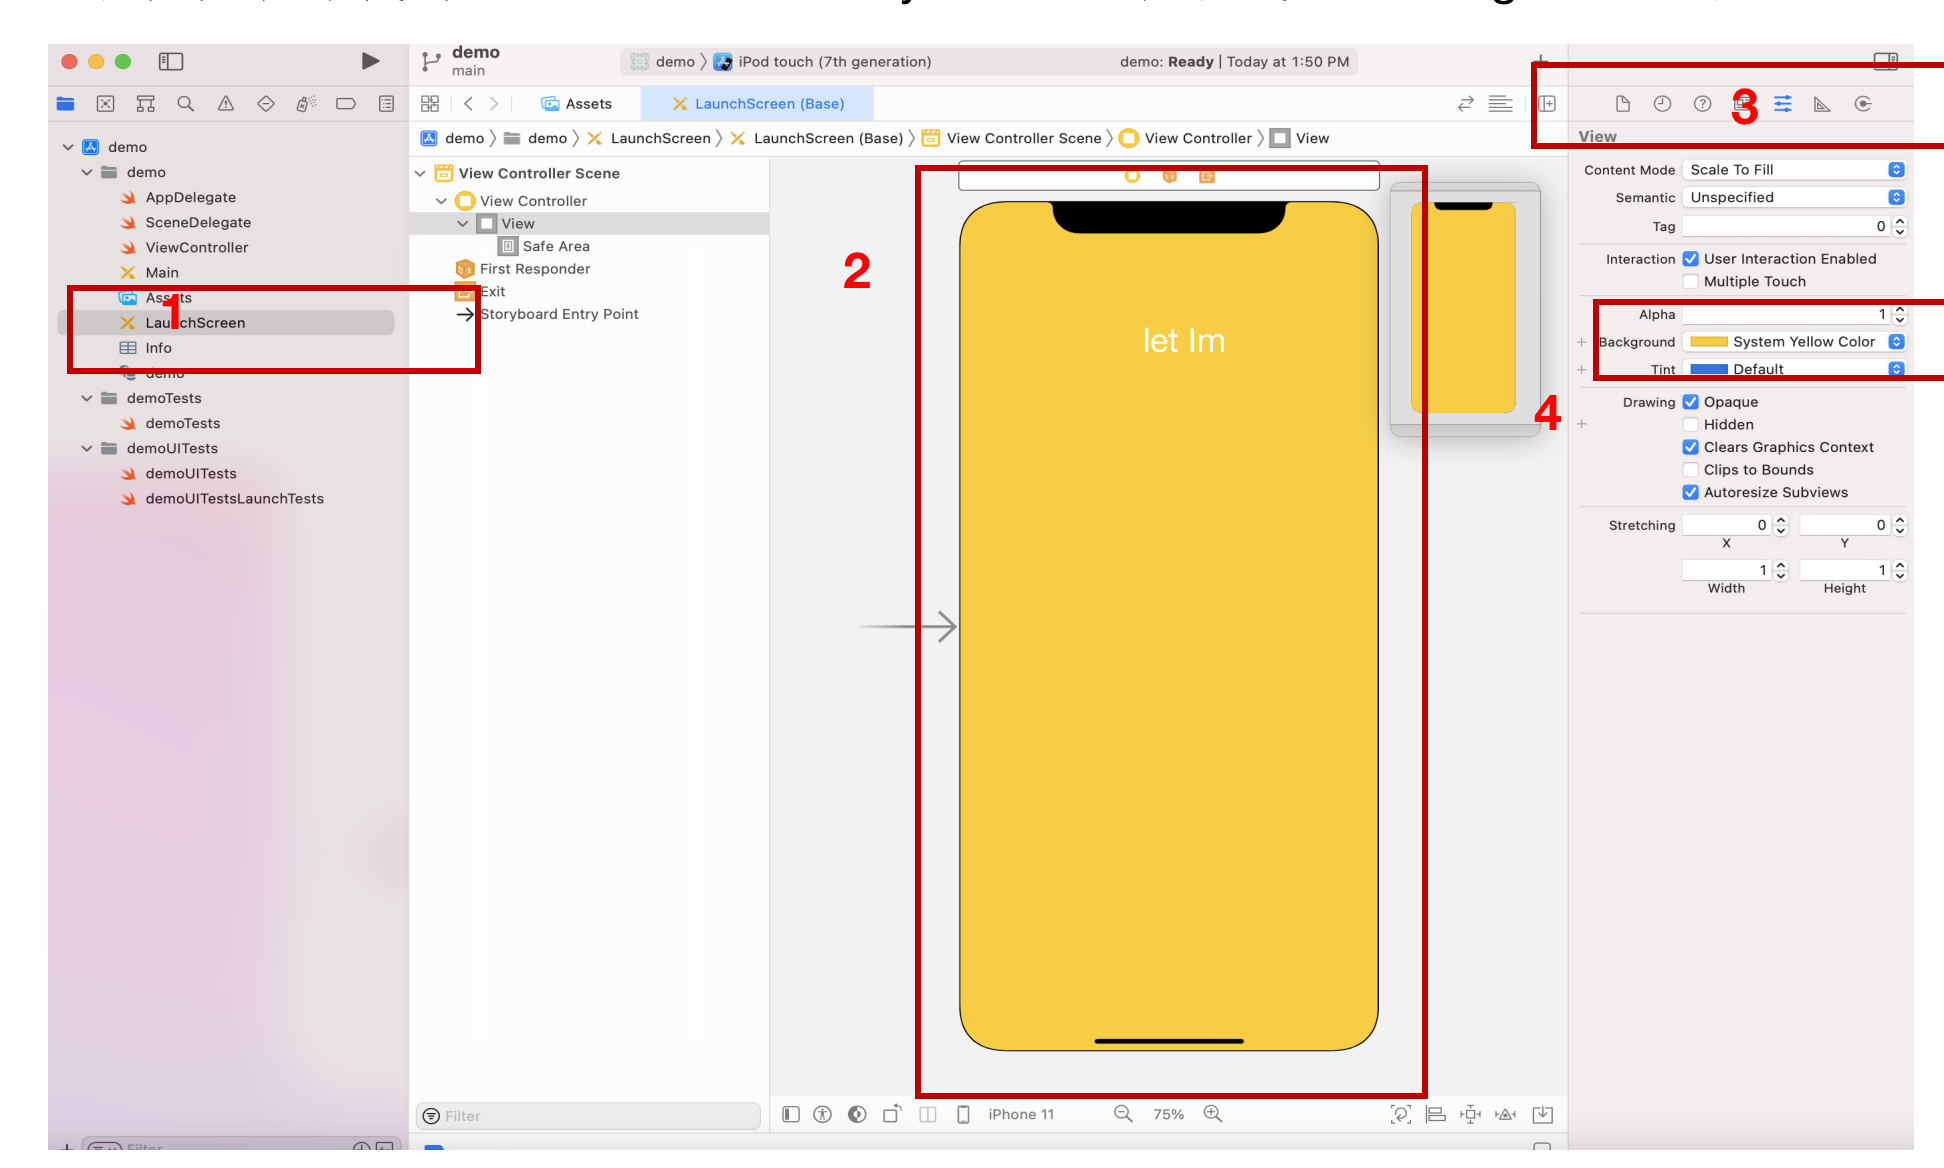 demo
main
demo 〉 iPod touch (7th generation)
demo: Ready | Today at 1:50 PM
Assets
LaunchScreen (Base)
demo 〉 demo 〉 LaunchScreen 〉 LaunchScreen (Base) 〉 View Controller Scene 〉 View Controller 〉 View
demo
demo
AppDelegate
SceneDelegate
ViewController
Main
Assets
LaunchScreen
Info
demo
demoTests
demoTests
demoUITests
demoUITests
demoUITestsLaunchTests
Filter
1
View Controller Scene
View Controller
View
Safe Area
First Responder
Exit
Storyboard Entry Point
Filter
2
let Im
iPhone 11
75%
3
4
View
Content Mode Scale To Fill
Semantic Unspecified
Tag 0
Interaction User Interaction Enabled
Multiple Touch
Alpha 1
Background System Yellow Color
Tint Default
Drawing Opaque
Hidden
Clears Graphics Context
Clips to Bounds
Autoresize Subviews
Stretching 0 0
X Y
1 1
Width Height